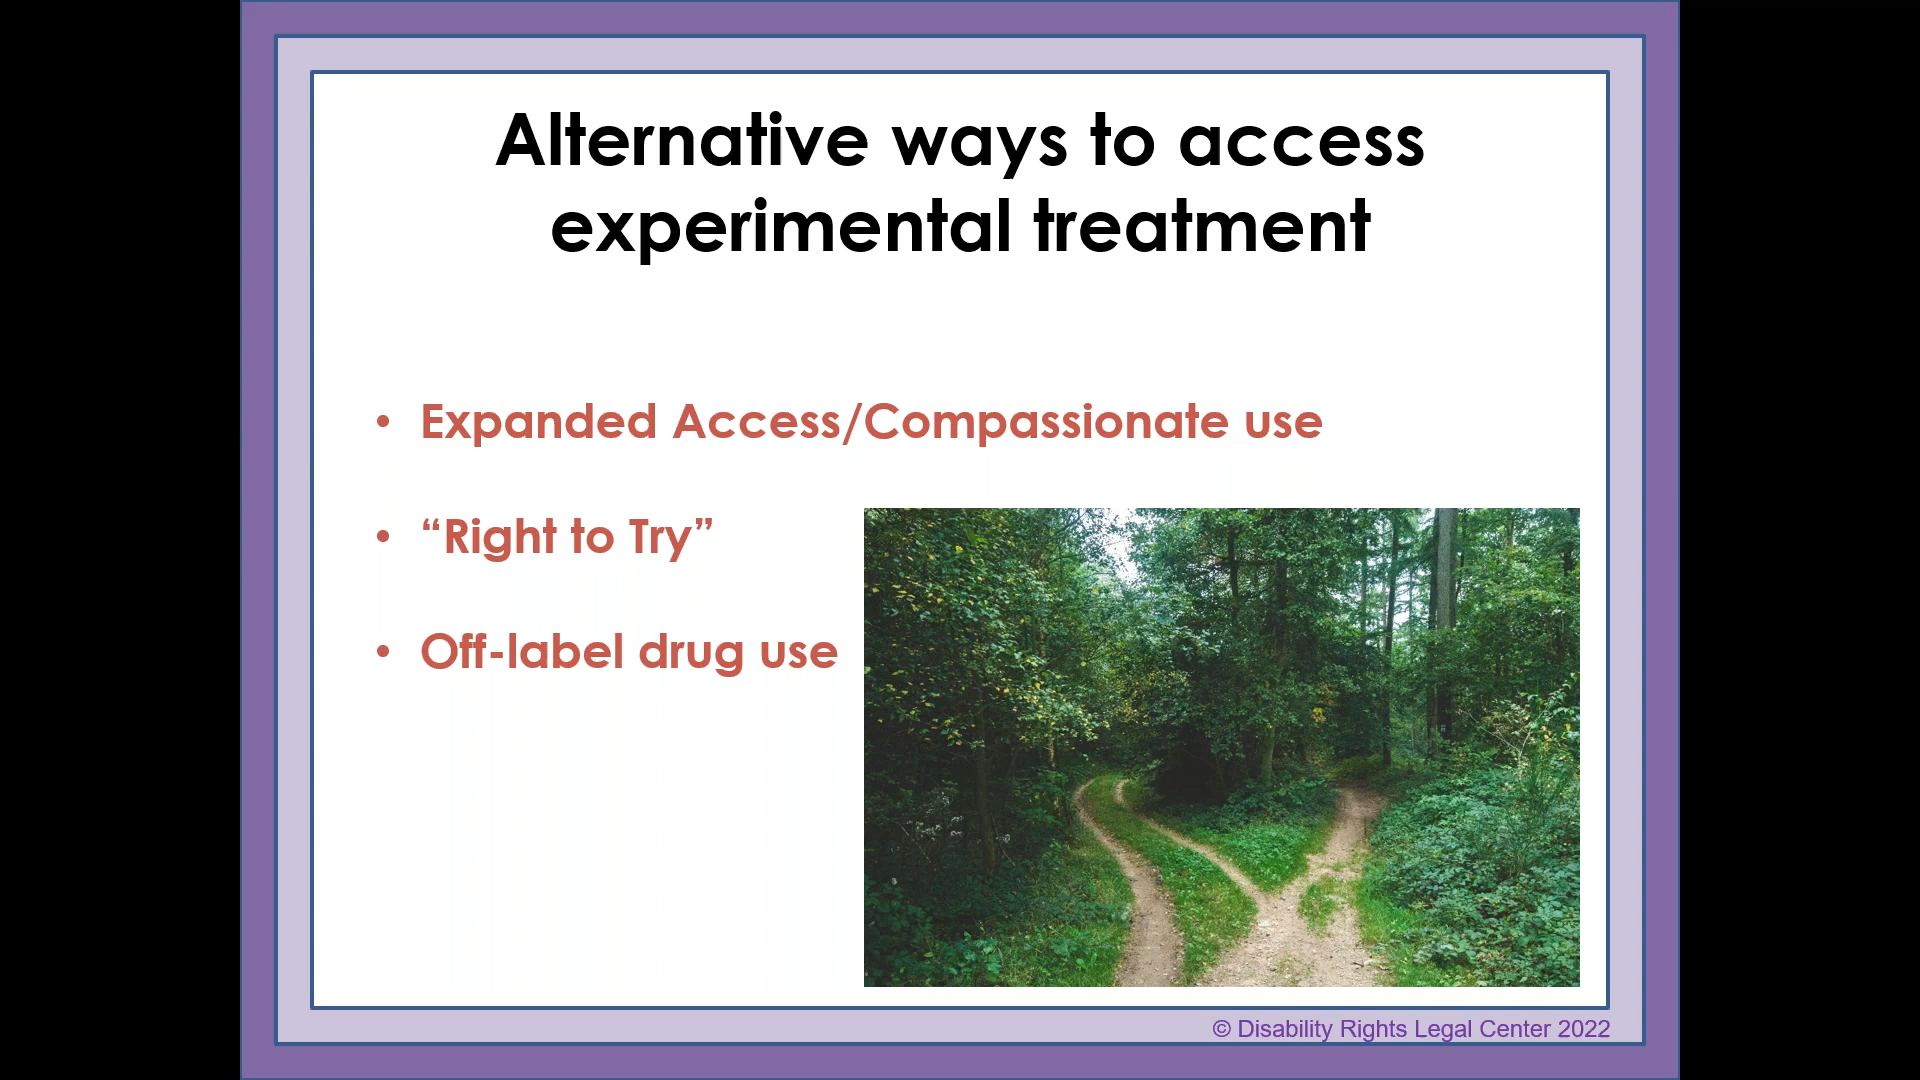 Alternative ways to access
experimental treatment
• Expanded Access/Compassionate use
• “Right to Try”
• Off-label drug use
© Disability Rights Legal Center 2022